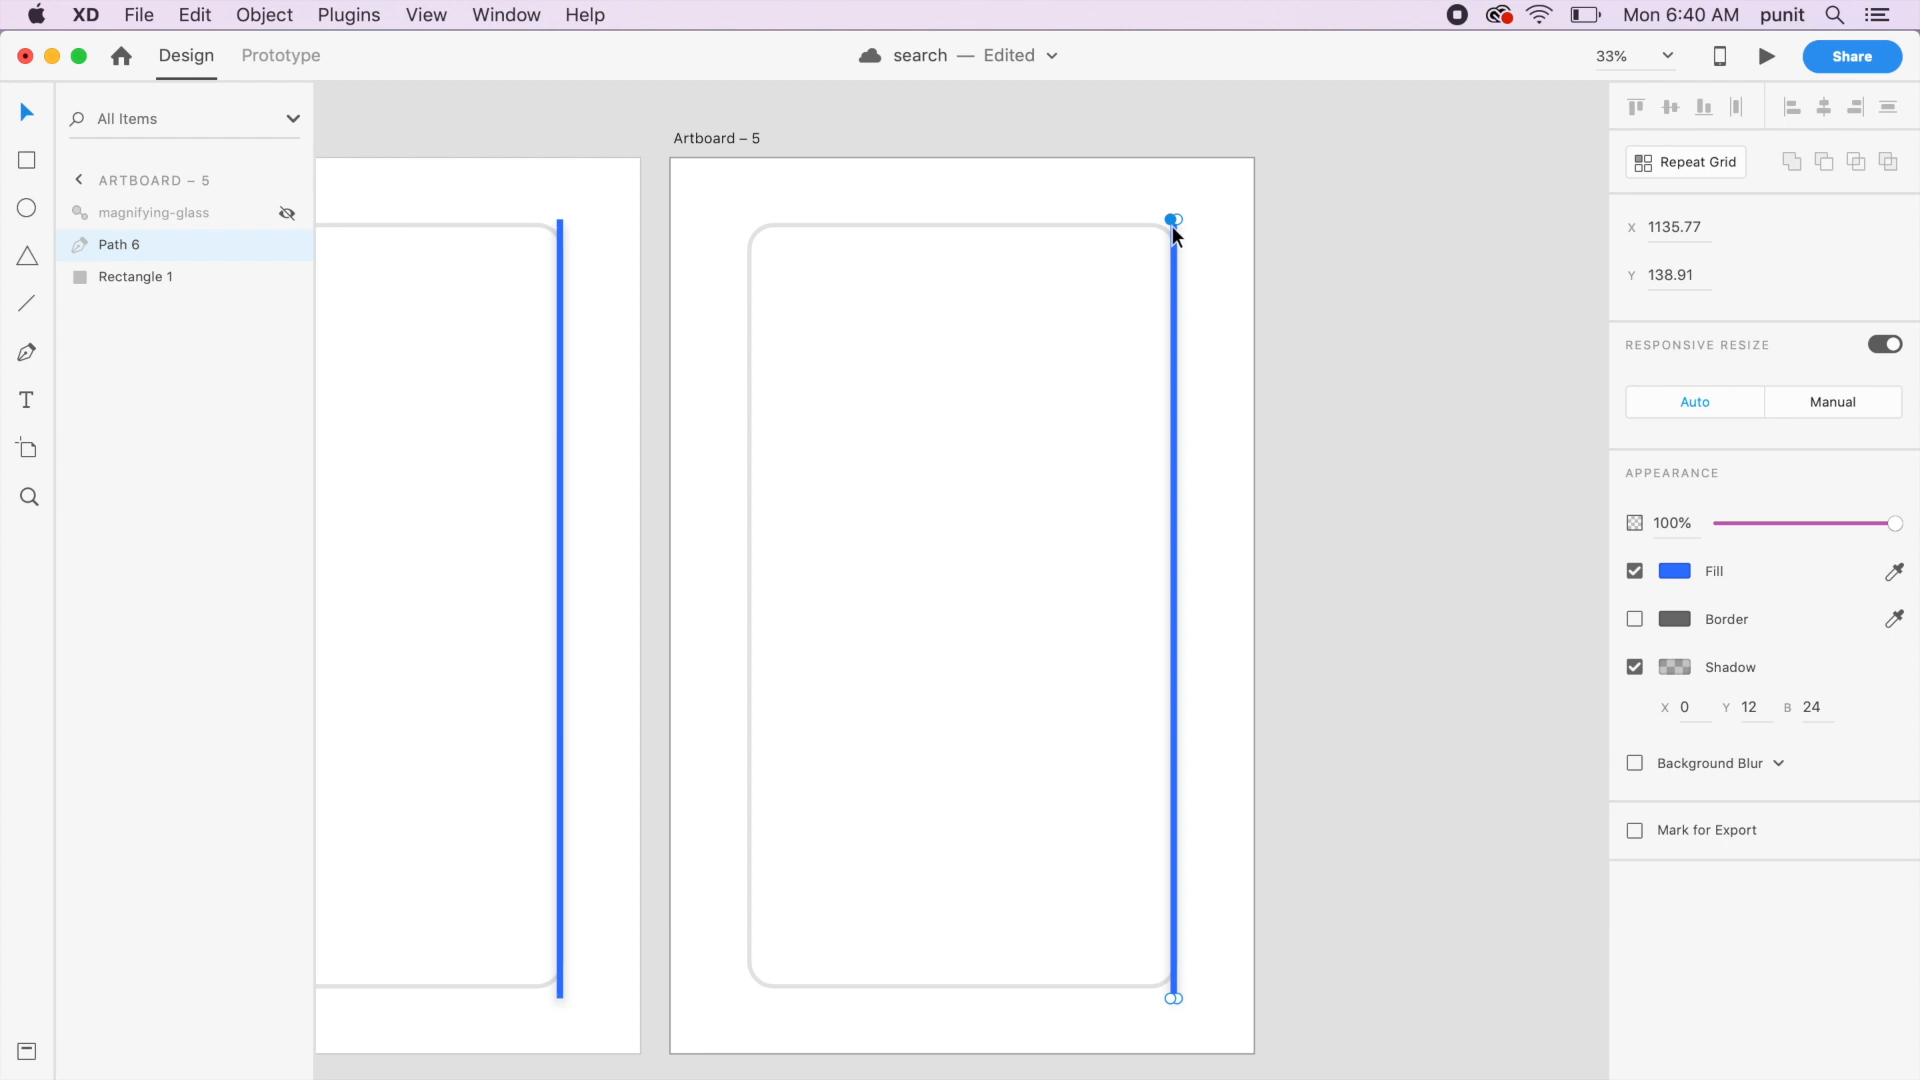 XD File Edit Object Plugins View Window Help Mon 6:40 AM punit
Design Prototype search — Edited 33% Share
All Items
Artboard – 5
ARTBOARD – 5
magnifying-glass
Path 6
Rectangle 1
T
Repeat Grid
X 1135.77
Y 138.91
RESPONSIVE RESIZE
Auto Manual
APPEARANCE
100%
Fill
Border
Shadow
X 0 Y 12 B 24
Background Blur
Mark for Export